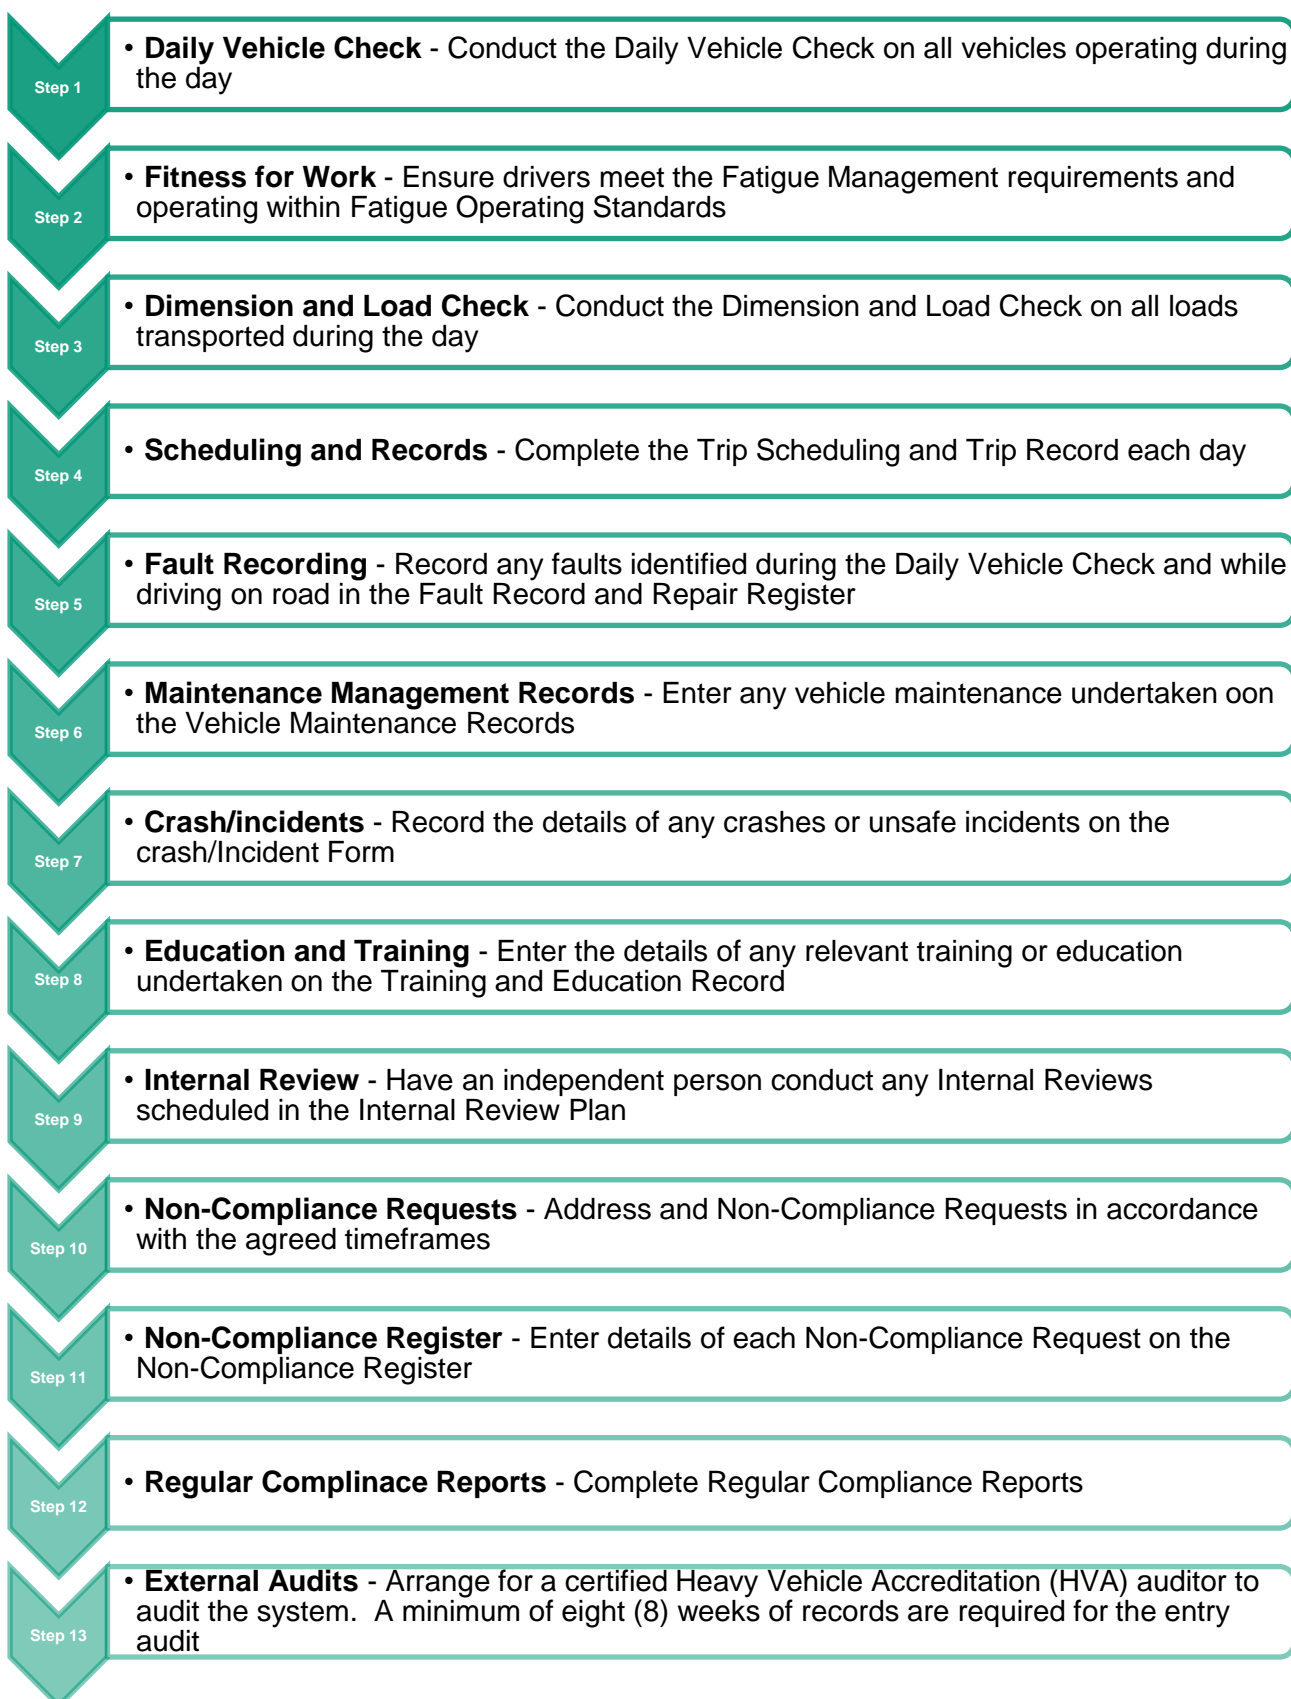 Step 1
• Daily Vehicle Check - Conduct the Daily Vehicle Check on all vehicles operating during
the day
Step 2
• Fitness for Work - Ensure drivers meet the Fatigue Management requirements and
operating within Fatigue Operating Standards
Step 3
• Dimension and Load Check - Conduct the Dimension and Load Check on all loads
transported during the day
Step 4
• Scheduling and Records - Complete the Trip Scheduling and Trip Record each day
Step 5
• Fault Recording - Record any faults identified during the Daily Vehicle Check and while
driving on road in the Fault Record and Repair Register
Step 6
• Maintenance Management Records - Enter any vehicle maintenance undertaken oon
the Vehicle Maintenance Records
Step 7
• Crash/incidents - Record the details of any crashes or unsafe incidents on the
crash/Incident Form
Step 8
• Education and Training - Enter the details of any relevant training or education
undertaken on the Training and Education Record
Step 9
• Internal Review - Have an independent person conduct any Internal Reviews
scheduled in the Internal Review Plan
Step 10
• Non-Compliance Requests - Address and Non-Compliance Requests in accordance
with the agreed timeframes
Step 11
• Non-Compliance Register - Enter details of each Non-Compliance Request on the
Non-Compliance Register
Step 12
• Regular Complinace Reports - Complete Regular Compliance Reports
Step 13
• External Audits - Arrange for a certified Heavy Vehicle Accreditation (HVA) auditor to
audit the system.  A minimum of eight (8) weeks of records are required for the entry
audit